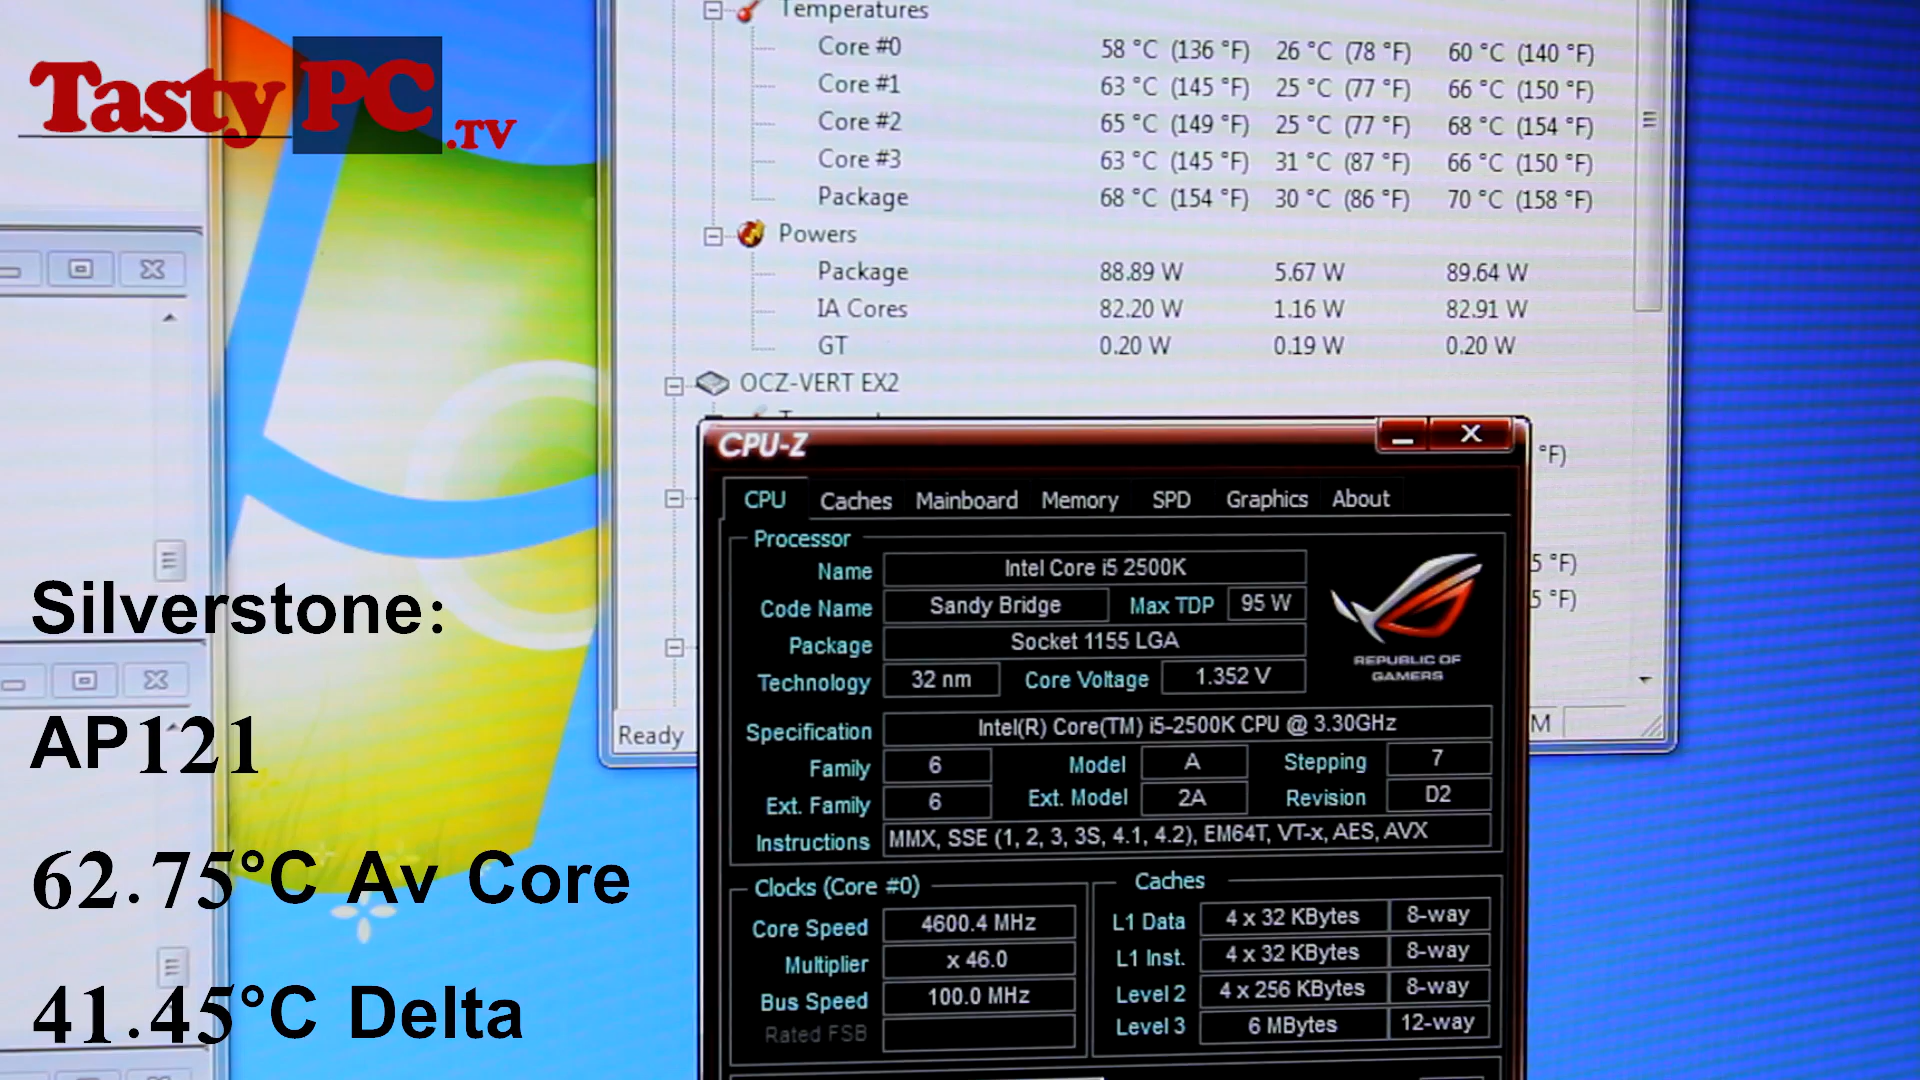 TastyPC.TV
Temperatures
Core #0 58 °C (136 °F) 26 °C (78 °F) 60 °C (140 °F)
Core #1 63 °C (145 °F) 25 °C (77 °F) 66 °C (150 °F)
Core #2 65 °C (149 °F) 25 °C (77 °F) 68 °C (154 °F)
Core #3 63 °C (145 °F) 31 °C (87 °F) 66 °C (150 °F)
Package 68 °C (154 °F) 30 °C (86 °F) 70 °C (158 °F)
Powers
Package 88.89 W 5.67 W 89.64 W
IA Cores 82.20 W 1.16 W 82.91 W
GT 0.20 W 0.19 W 0.20 W
OCZ-VERTEX2
°F)
5 °F)
5 °F)
Ready
M
CPU-Z
CPU Caches Mainboard Memory SPD Graphics About
Processor
Name Intel Core i5 2500K
Code Name Sandy Bridge Max TDP 95 W
Package Socket 1155 LGA
Technology 32 nm Core Voltage 1.352 V
REPUBLIC OF
GAMERS
Specification Intel(R) Core(TM) i5-2500K CPU @ 3.30GHz
Family 6 Model A Stepping 7
Ext. Family 6 Ext. Model 2A Revision D2
Instructions MMX, SSE (1, 2, 3, 3S, 4.1, 4.2), EM64T, VT-x, AES, AVX
Clocks (Core #0)
Core Speed 4600.4 MHz
Multiplier x 46.0
Bus Speed 100.0 MHz
Rated FSB
Caches
L1 Data 4 x 32 KBytes 8-way
L1 Inst. 4 x 32 KBytes 8-way
Level 2 4 x 256 KBytes 8-way
Level 3 6 MBytes 12-way
Silverstone:
AP121
62.75°C Av Core
41.45°C Delta